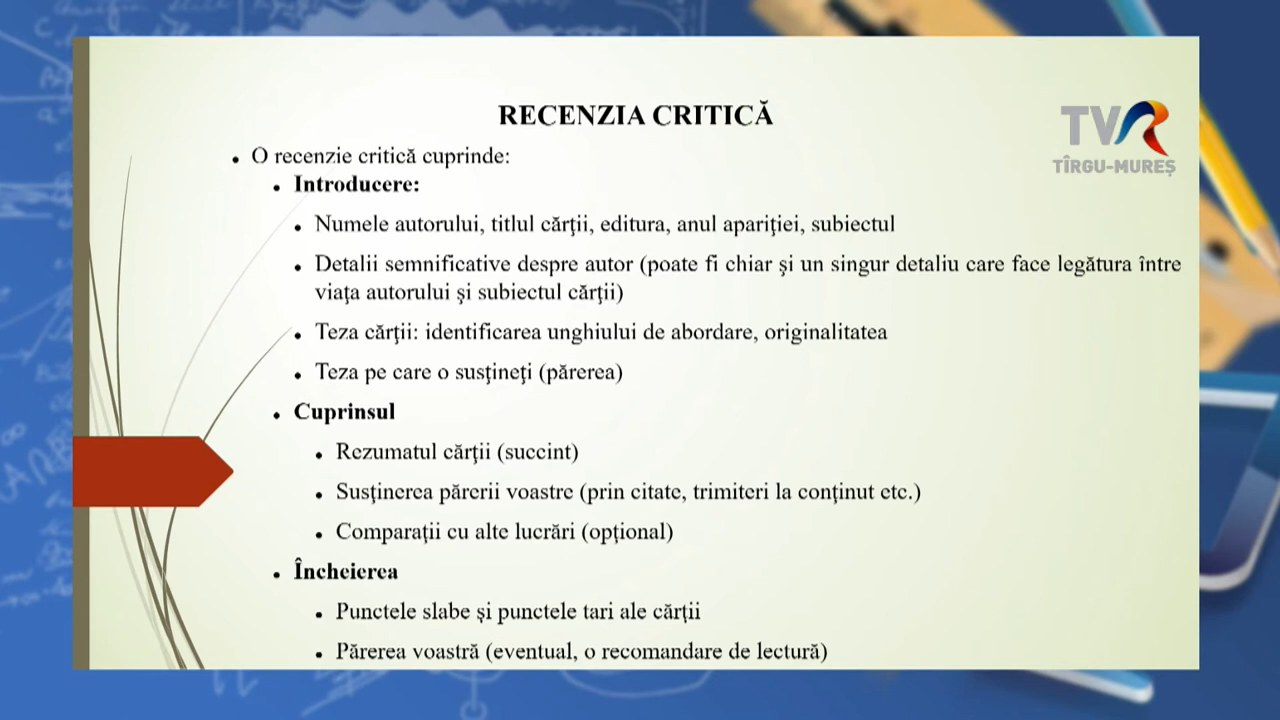 RECENZIA CRITICĂ
TVR
TÎRGU-MUREȘ
• O recenzie critică cuprinde:
• Introducere:
• Numele autorului, titlul cărţii, editura, anul apariţiei, subiectul
• Detalii semnificative despre autor (poate fi chiar şi un singur detaliu care face legătura între
viaţa autorului şi subiectul cărţii)
• Teza cărţii: identificarea unghiului de abordare, originalitatea
• Teza pe care o susţineţi (părerea)
• Cuprinsul
• Rezumatul cărţii (succint)
• Susţinerea părerii voastre (prin citate, trimiteri la conţinut etc.)
• Comparaţii cu alte lucrări (opţional)
• Încheierea
• Punctele slabe şi punctele tari ale cărţii
• Părerea voastră (eventual, o recomandare de lectură)